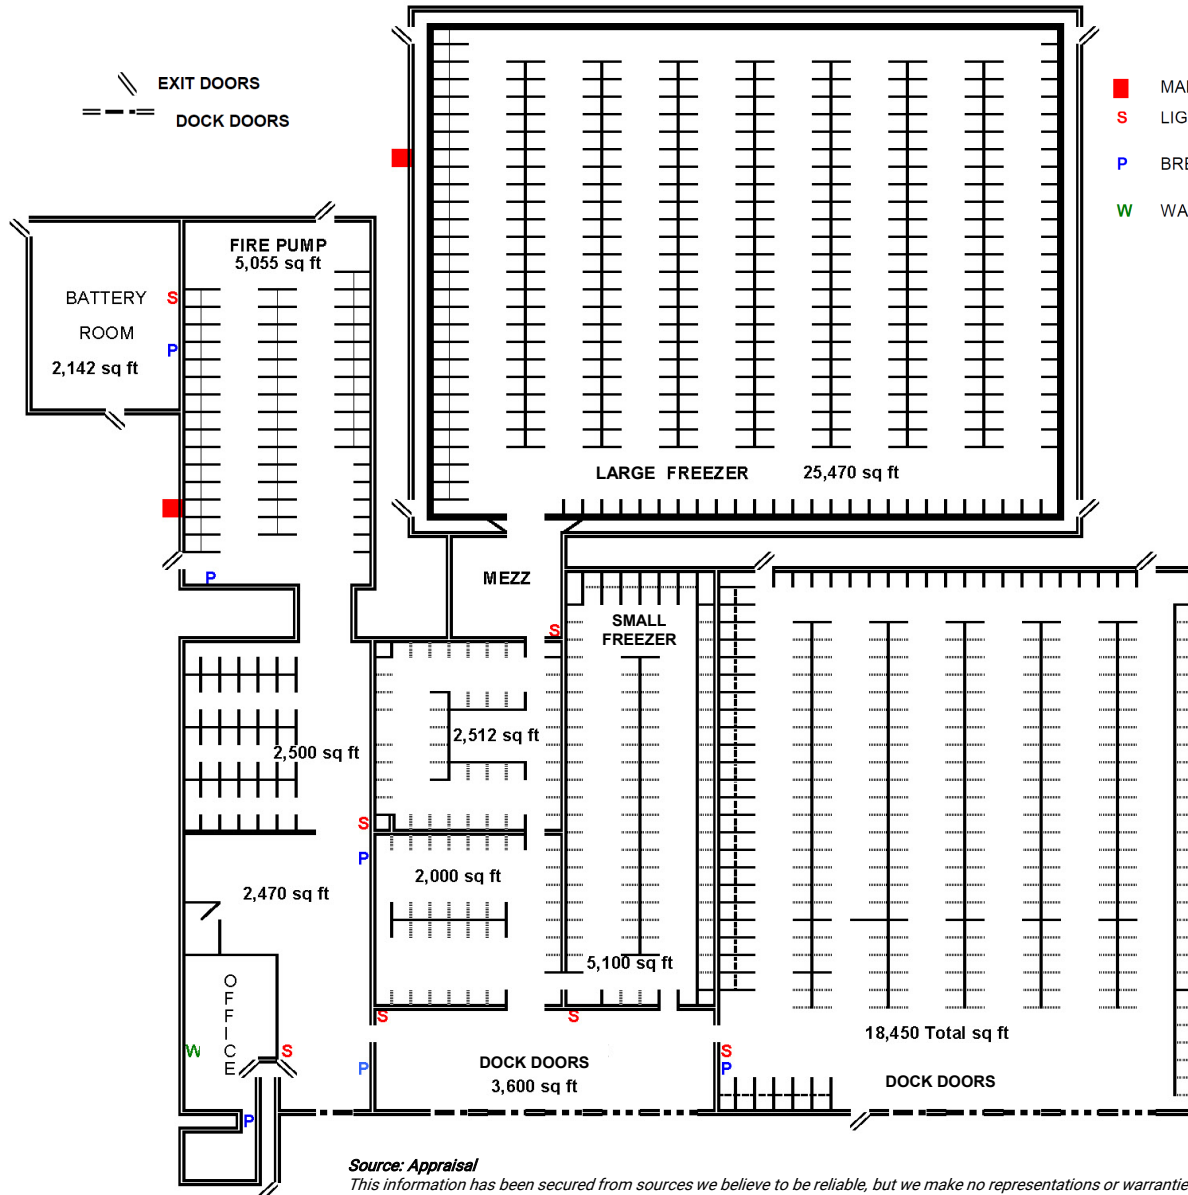 EXIT DOORS
DOCK DOORS
S
P
W
FIRE PUMP
5,055 sq ft
BATTERY
ROOM
2,142 sq ft
S
P
P
LARGE FREEZER 25,470 sq ft
MEZZ
S
SMALL
FREEZER
2,500 sq ft
2,512 sq ft
S
P
2,000 sq ft
2,470 sq ft
5,100 sq ft
OFFICE
S
S
18,450 Total sq ft
W
S
P
DOCK DOORS
3,600 sq ft
S
P
DOCK DOORS
P
Source: Appraisal
This information has been secured from sources we believe to be reliable, but we make no representations or